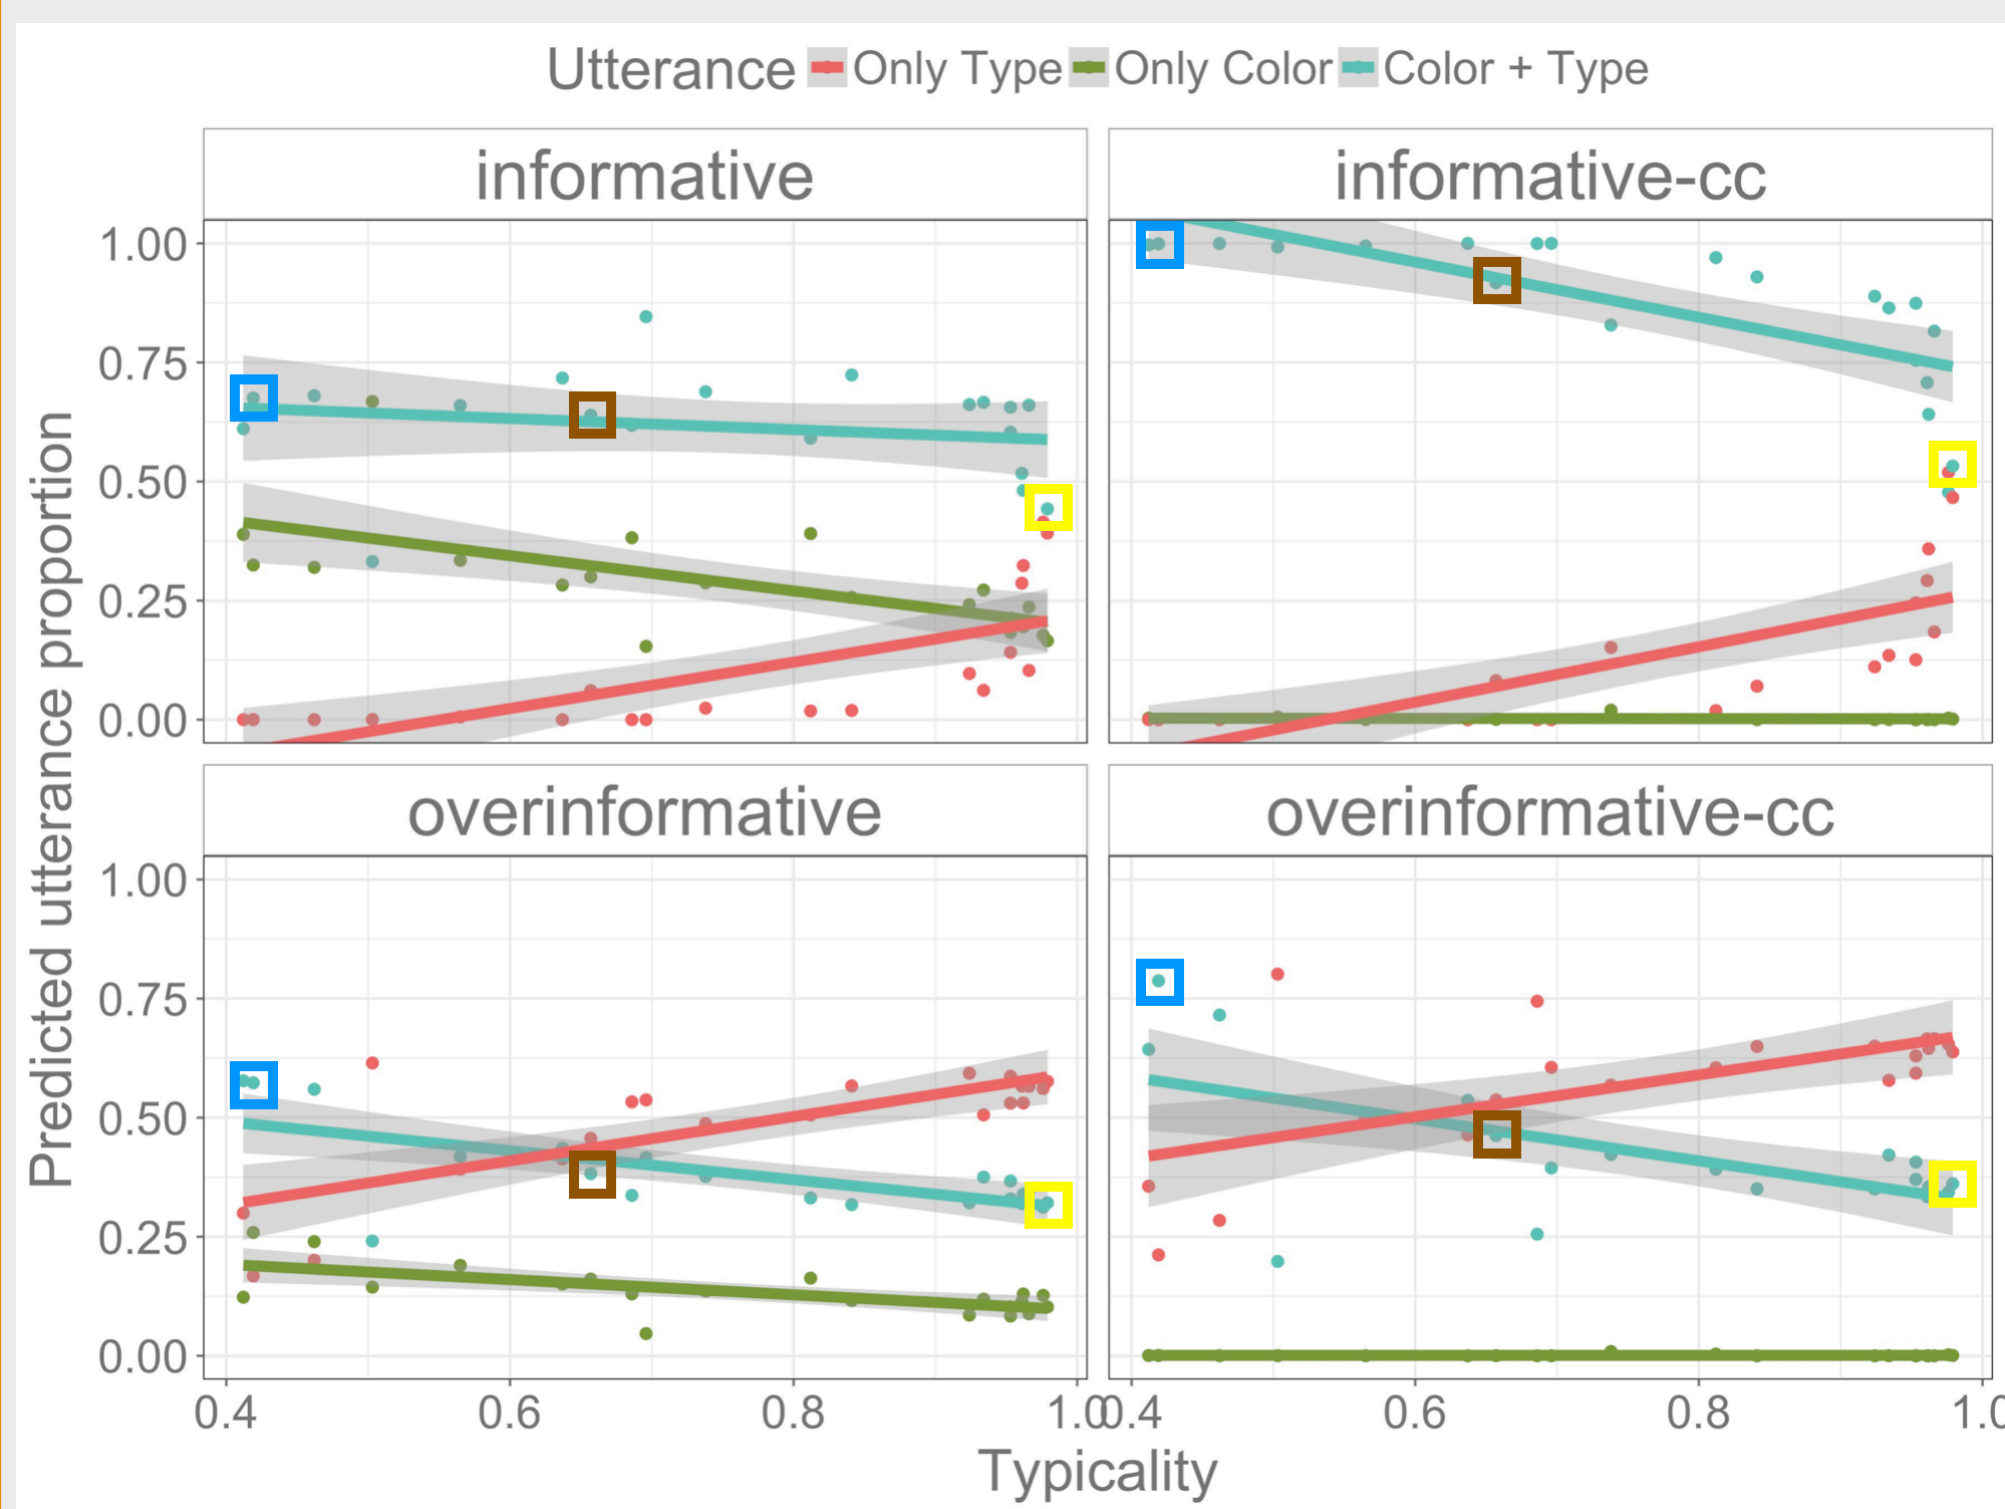 Utterance Only Type Only Color Color + Type
informative
informative-cc
1.00
0.75
0.50
0.25
0.00
Predicted utterance proportion
overinformative
overinformative-cc
1.00
0.75
0.50
0.25
0.00
0.4 0.6 0.8 1.0 0.4 0.6 0.8 1.0
Typicality